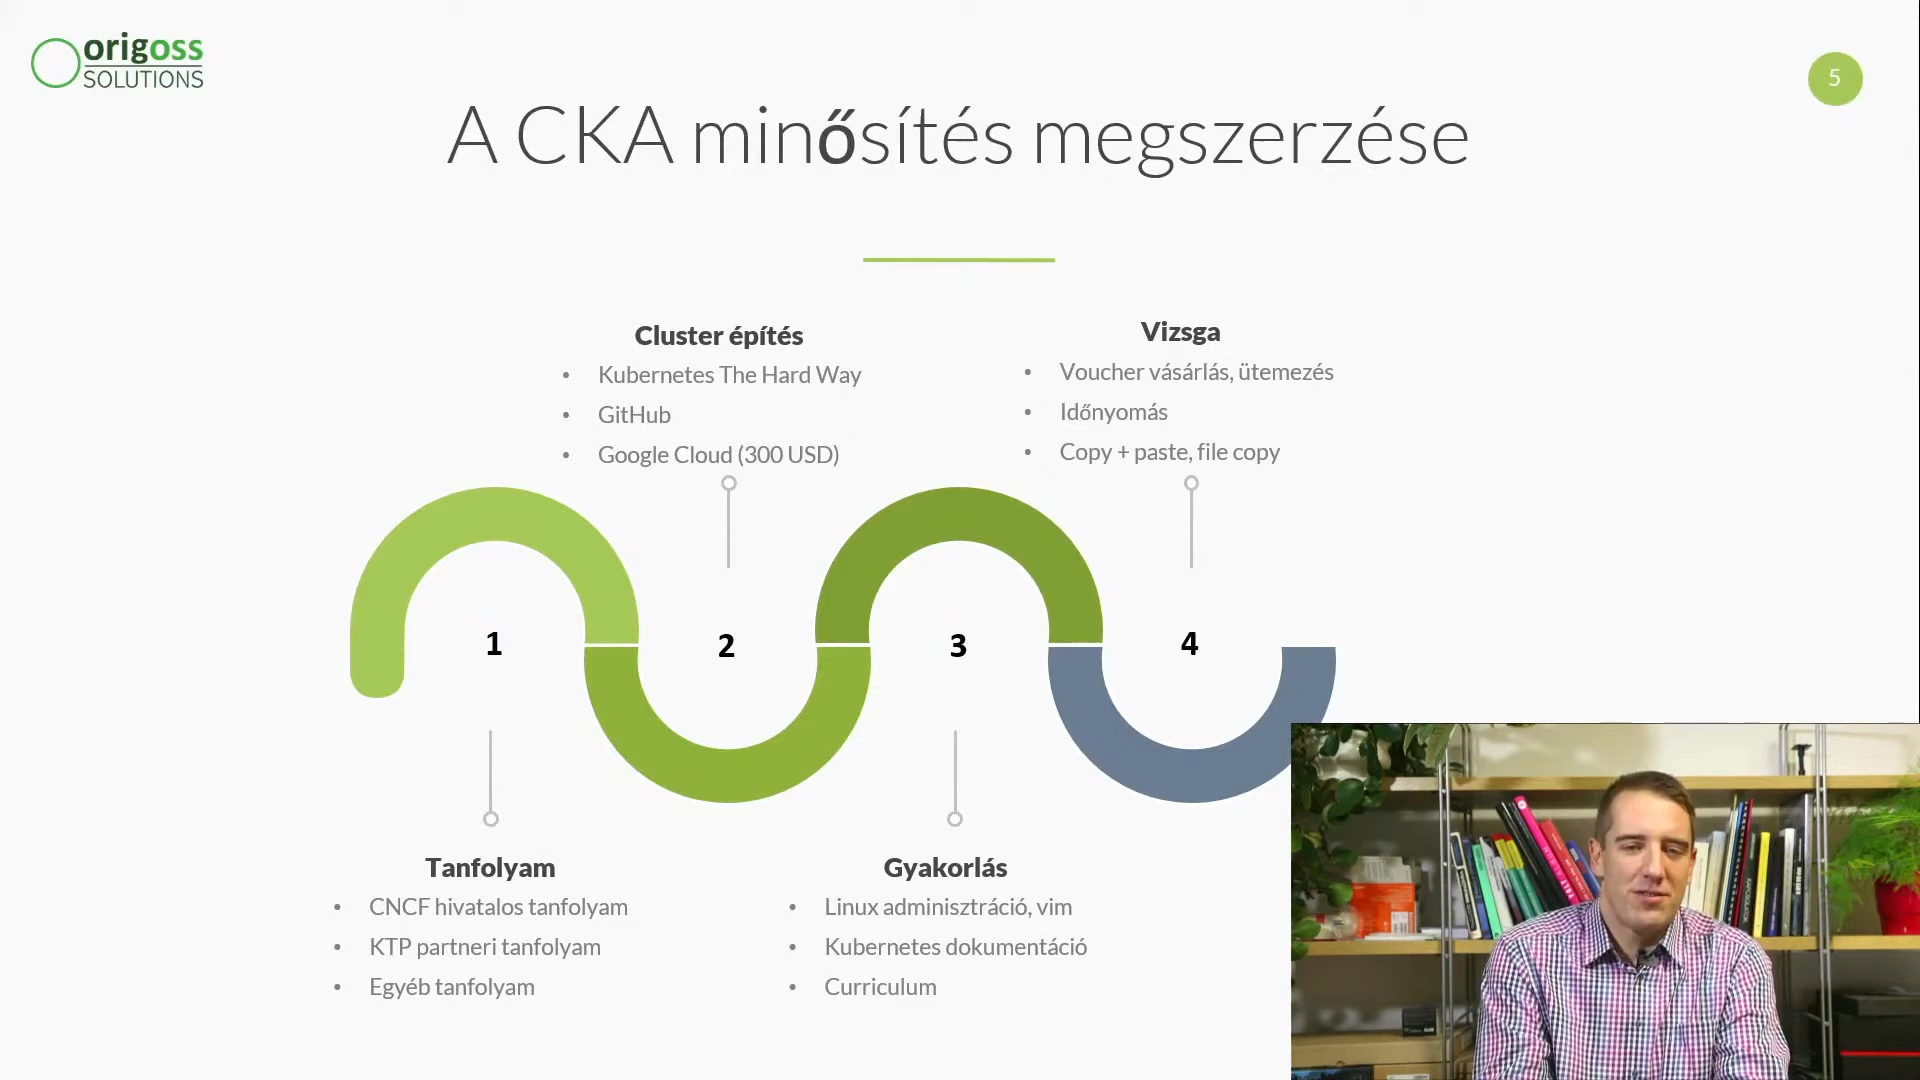 origoss
SOLUTIONS
5
A CKA minősítés megszerzése
Cluster építés
• Kubernetes The Hard Way
• GitHub
• Google Cloud (300 USD)
Vizsga
• Voucher vásárlás, ütemezés
• Időnyomás
• Copy + paste, file copy
1
2
3
4
Tanfolyam
• CNCF hivatalos tanfolyam
• KTP partneri tanfolyam
• Egyéb tanfolyam
Gyakorlás
• Linux adminisztráció, vim
• Kubernetes dokumentáció
• Curriculum